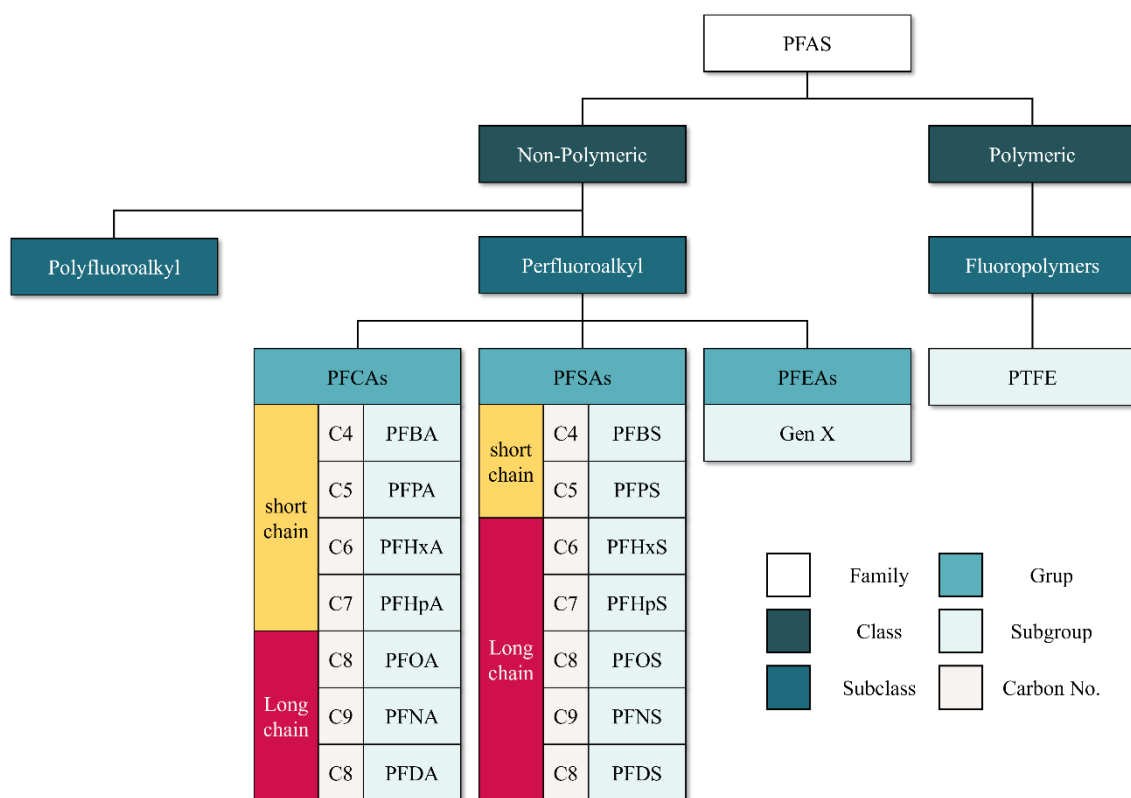 PFAS
Non-Polymeric
Polymeric
Polyfluoroalkyl
Perfluoroalkyl
Fluoropolymers
PFCAs
PFSAs
PFEAs
PTFE
short
chain
C4
PFBA
C5
PFPA
C6
PFHxA
C7
PFHpA
Long
chain
C8
PFOA
C9
PFNA
C8
PFDA
short
chain
C4
PFBS
C5
PFPS
Long
chain
C6
PFHxS
C7
PFHpS
C8
PFOS
C9
PFNS
C8
PFDS
Gen X
Family
Grup
Class
Subgroup
Subclass
Carbon No.